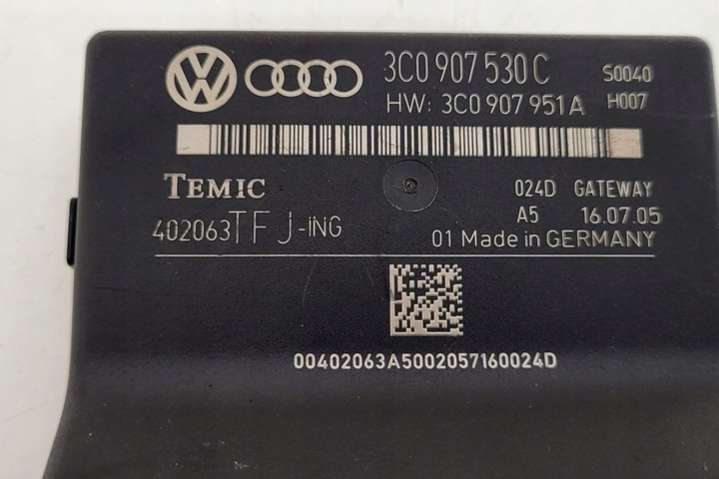 3C0 907 530 C S0040
HW: 3C0 907 951 A H007
TEMIC 024D GATEWAY
402063TFJ-iNG A5 16.07.05
01 Made in GERMANY
00402063A5002057160024D